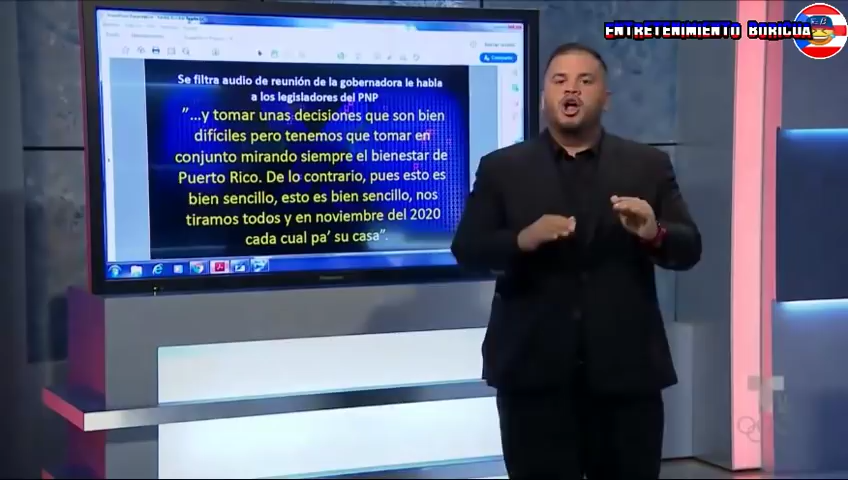 ENTRETENIMIENTO BORICUA
Se filtra audio de reunión de la gobernadora le habla
a los legisladores del PNP
"...y tomar unas decisiones que son bien
difíciles pero tenemos que tomar en
conjunto mirando siempre el bienestar de
Puerto Rico. De lo contrario, pues esto es
bien sencillo, esto es bien sencillo, nos
tiramos todos y en noviembre del 2020
cada cual pa' su casa".
Panasonic